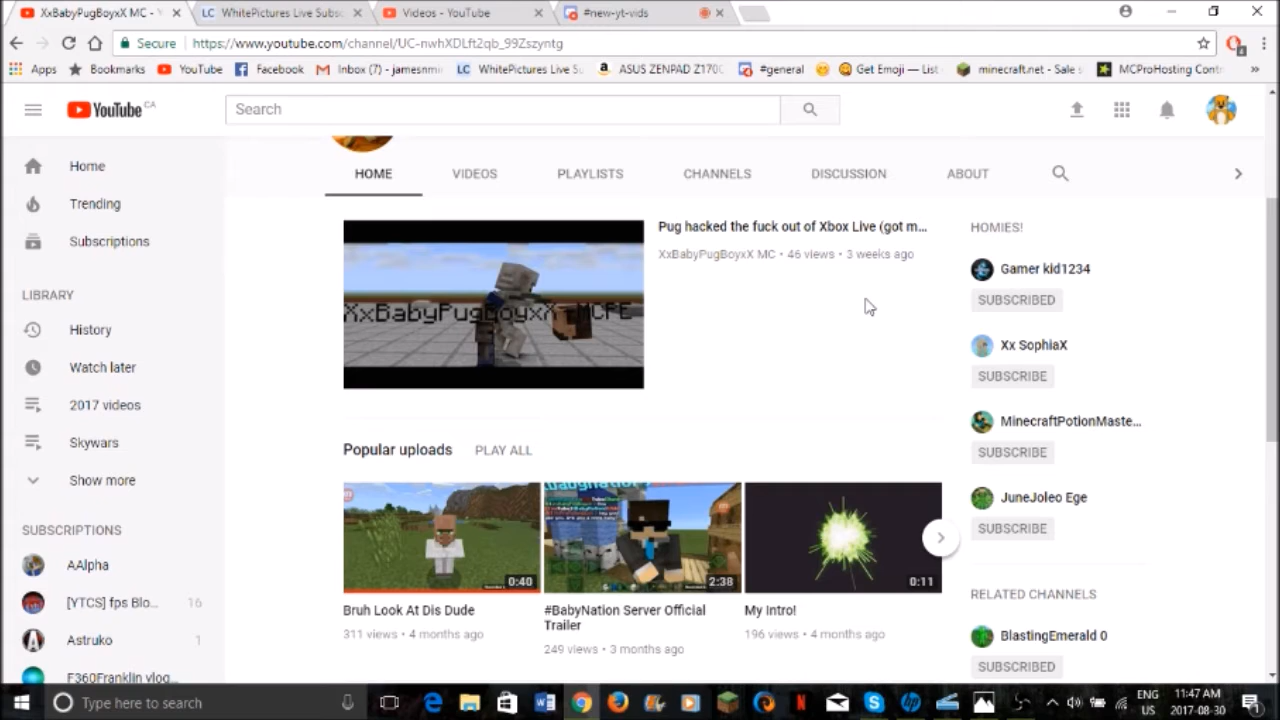 XxBabyPugBoyxX MC -
WhitePictures Live Subs
Videos - YouTube
#new-yt-vids
Secure
https://www.youtube.com/channel/UC-nwhXDLft2qb_99Zszyntg
Apps
Bookmarks
YouTube
Facebook
Inbox (7) - jamesnm
WhitePictures Live Su
ASUS ZENPAD Z170C
#general
Get Emoji — List
minecraft.net - Sale
MCProHosting Cont
YouTube CA
Search
Home
Trending
Subscriptions
LIBRARY
History
Watch later
2017 videos
Skywars
Show more
SUBSCRIPTIONS
AAlpha
[YTCS] fps Blo... 16
Astruko 1
F360Franklin vlog...
HOME VIDEOS PLAYLISTS CHANNELS DISCUSSION ABOUT
XxBabyPugBoyxX MCPE
Pug hacked the fuck out of Xbox Live (got m...
XxBabyPugBoyxX MC • 46 views • 3 weeks ago
Popular uploads PLAY ALL
0:40
Bruh Look At Dis Dude
311 views • 4 months ago
2:38
#BabyNation Server Official
Trailer
249 views • 3 months ago
0:11
My Intro!
196 views • 4 months ago
HOMIES!
Gamer kid1234
SUBSCRIBED
Xx SophiaX
SUBSCRIBE
MinecraftPotionMaste...
SUBSCRIBE
JuneJoleo Ege
SUBSCRIBE
RELATED CHANNELS
BlastingEmerald 0
SUBSCRIBED
Type here to search
ENG
US
11:47 AM
2017-08-30